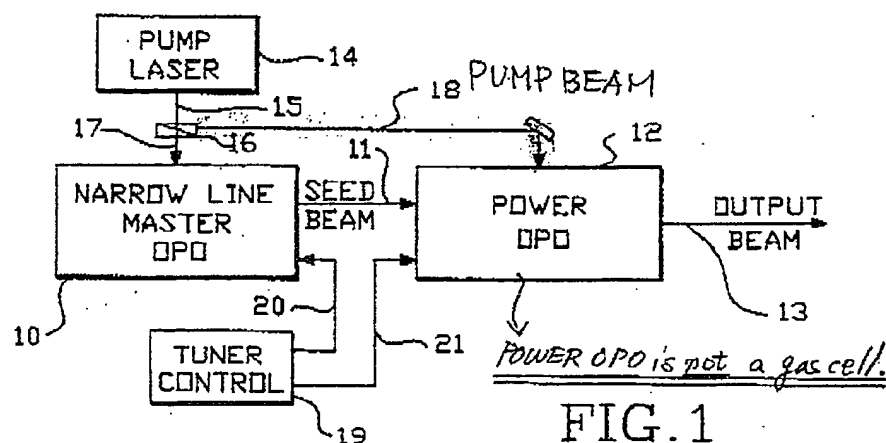 PUMP
LASER
14
15
18 PUMP BEAM
17
16
11
12
NARROW LINE
MASTER
OPO
SEED
BEAM
POWER
OPO
OUTPUT
BEAM
10
20
13
TUNER
CONTROL
21
POWER OPO is not a gas cell.
19
FIG.1